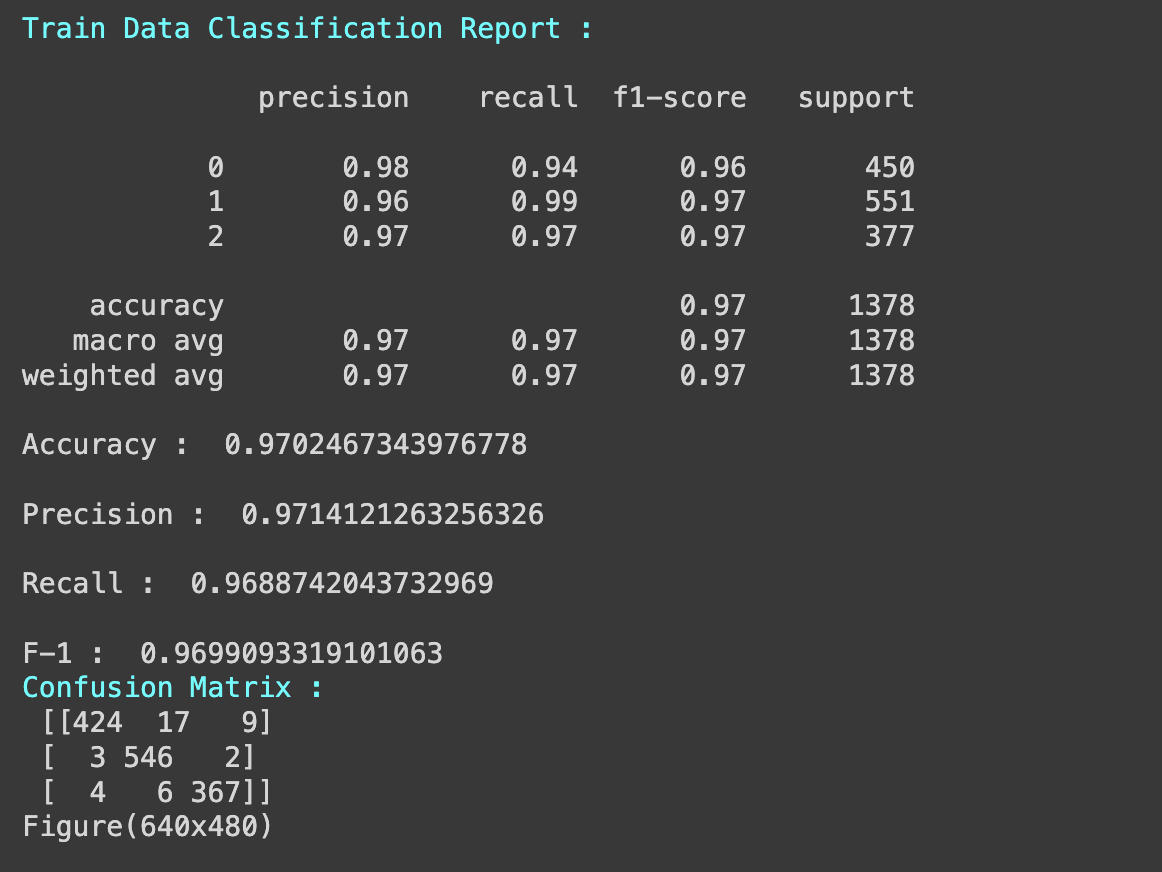 Train Data Classification Report :
precision recall f1-score support
0 0.98 0.94 0.96 450
1 0.96 0.99 0.97 551
2 0.97 0.97 0.97 377
accuracy 0.97 1378
macro avg 0.97 0.97 0.97 1378
weighted avg 0.97 0.97 0.97 1378
Accuracy : 0.9702467343976778
Precision : 0.9714121263256326
Recall : 0.9688742043732969
F-1 : 0.9699093319101063
Confusion Matrix :
[[424 17 9]
[ 3 546 2]
[ 4 6 367]]
Figure(640x480)